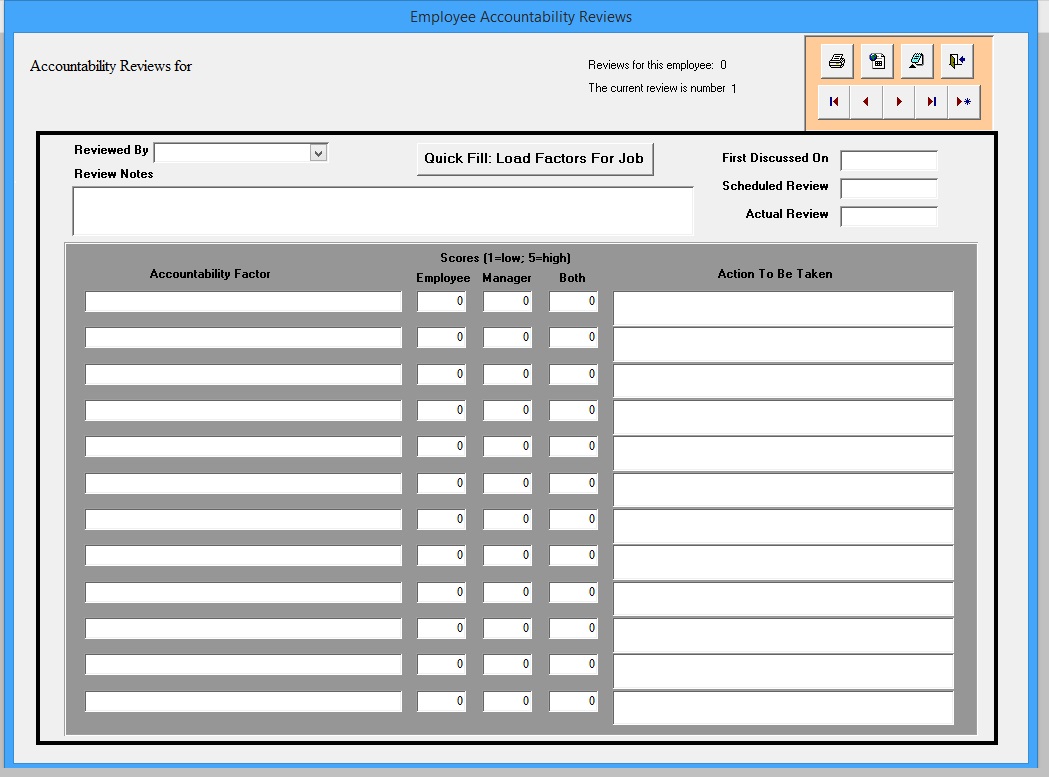 Employee Accountability Reviews
Accountability Reviews for
Reviews for this employee: 0
The current review is number 1
Reviewed By
Quick Fill: Load Factors For Job
First Discussed On
Review Notes
Scheduled Review
Actual Review
Scores (1=low; 5=high)
Accountability Factor
Action To Be Taken
Employee Manager Both
0 0 0
0 0 0
0 0 0
0 0 0
0 0 0
0 0 0
0 0 0
0 0 0
0 0 0
0 0 0
0 0 0
0 0 0